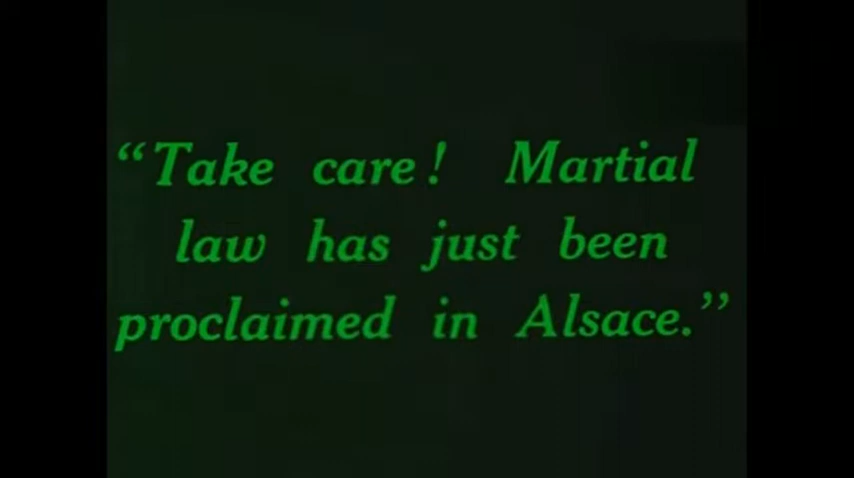 “Take care! Martial
law has just been
proclaimed in Alsace.”